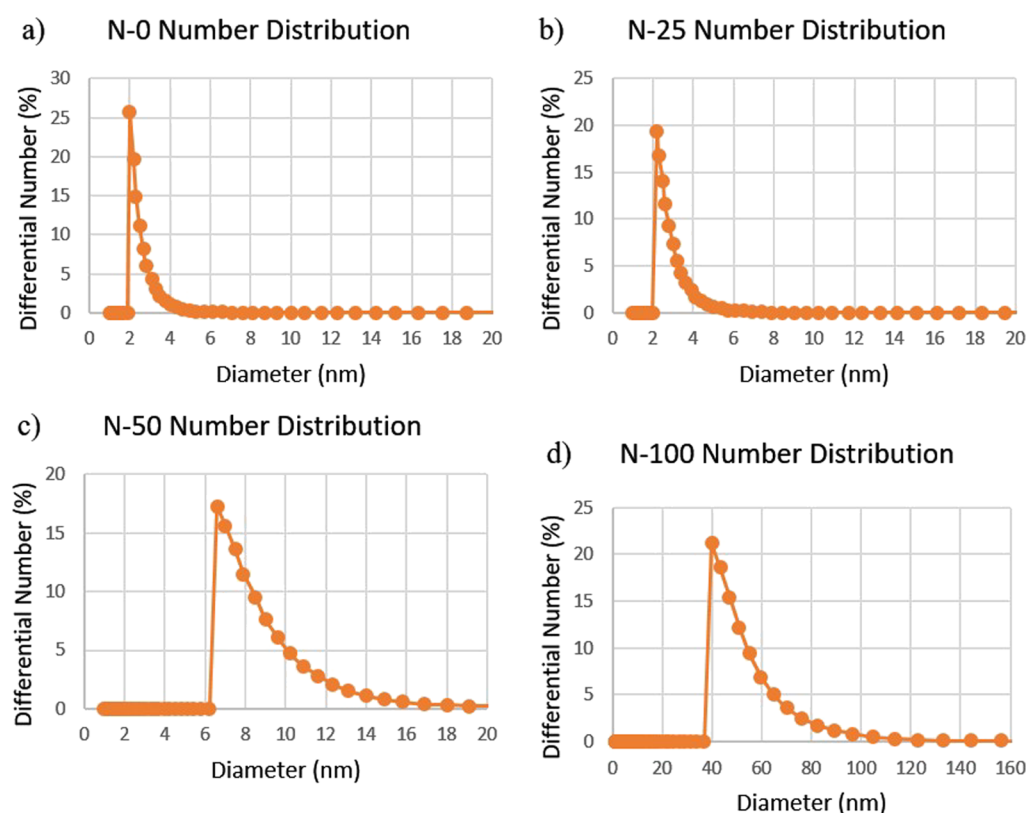 a) N-0 Number Distribution
Differential Number (%)
30
25
20
15
10
5
0
0 2 4 6 8 10 12 14 16 18 20
Diameter (nm)
b) N-25 Number Distribution
Differential Number (%)
25
20
15
10
5
0
0 2 4 6 8 10 12 14 16 18 20
Diameter (nm)
c) N-50 Number Distribution
Differential Number (%)
20
15
10
5
0
0 2 4 6 8 10 12 14 16 18 20
Diameter (nm)
d) N-100 Number Distribution
Differential Number (%)
25
20
15
10
5
0
0 20 40 60 80 100 120 140 160
Diameter (nm)